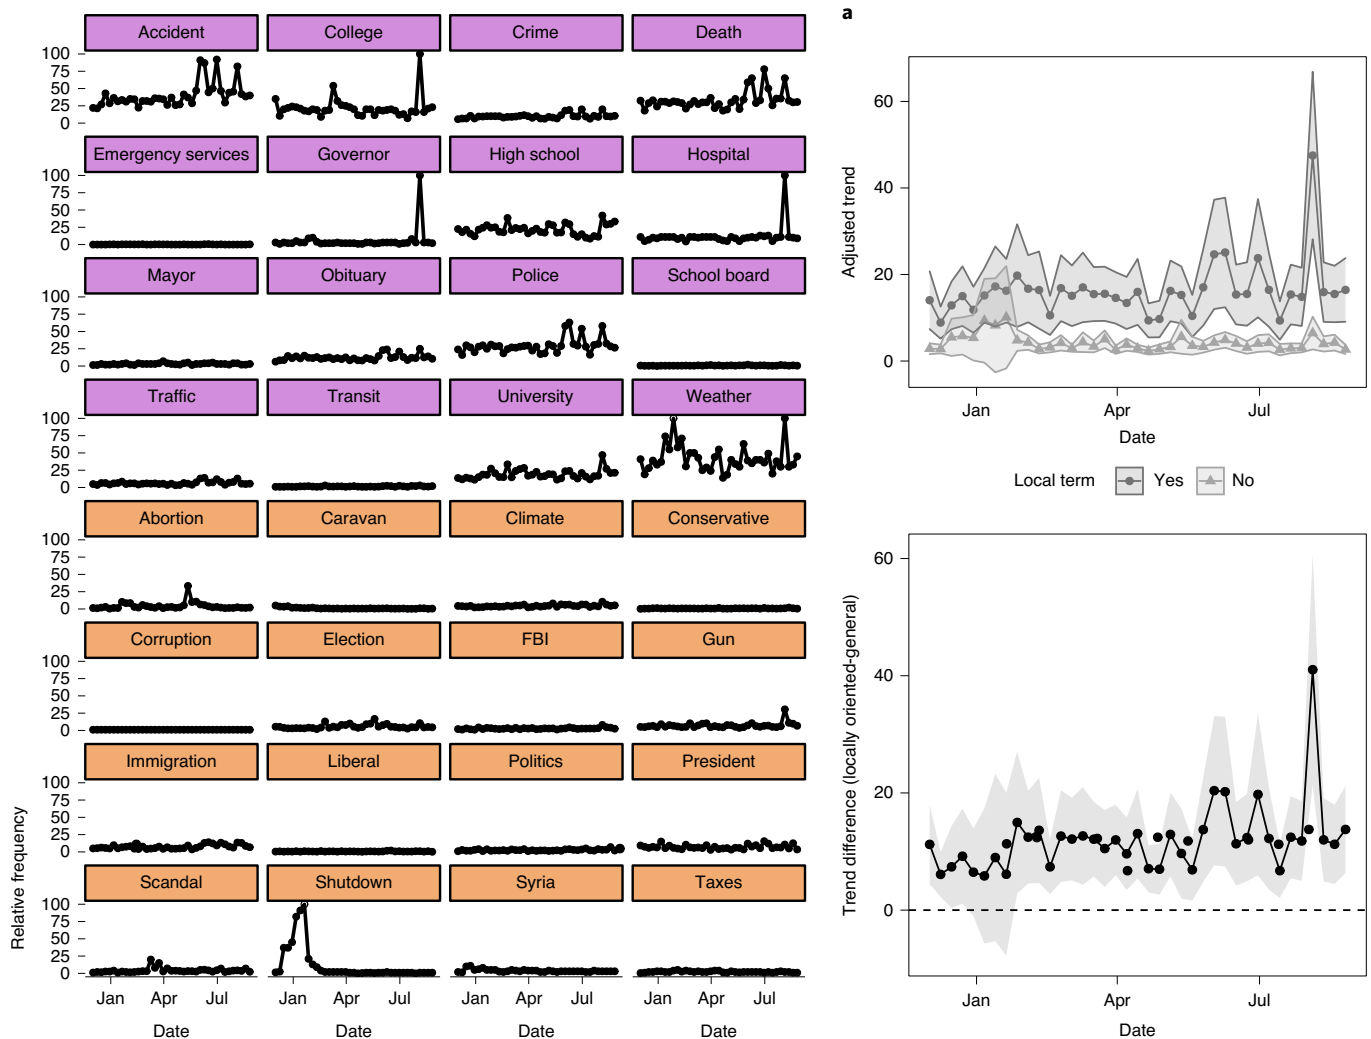 Accident College Crime Death
100
75
50
25
0
Emergency services Governor High school Hospital
100
75
50
25
0
Mayor Obituary Police School board
100
75
50
25
0
Traffic Transit University Weather
100
75
50
25
0
Abortion Caravan Climate Conservative
100
75
50
25
0
Corruption Election FBI Gun
100
75
50
25
0
Immigration Liberal Politics President
100
75
50
25
0
Scandal Shutdown Syria Taxes
100
75
50
25
0
Relative frequency
Jan Apr Jul Jan Apr Jul Jan Apr Jul Jan Apr Jul
Date Date Date Date
a
Adjusted trend
60
40
20
0
Jan Apr Jul
Date
Local term Yes No
Trend difference (locally oriented-general)
60
40
20
0
Jan Apr Jul
Date